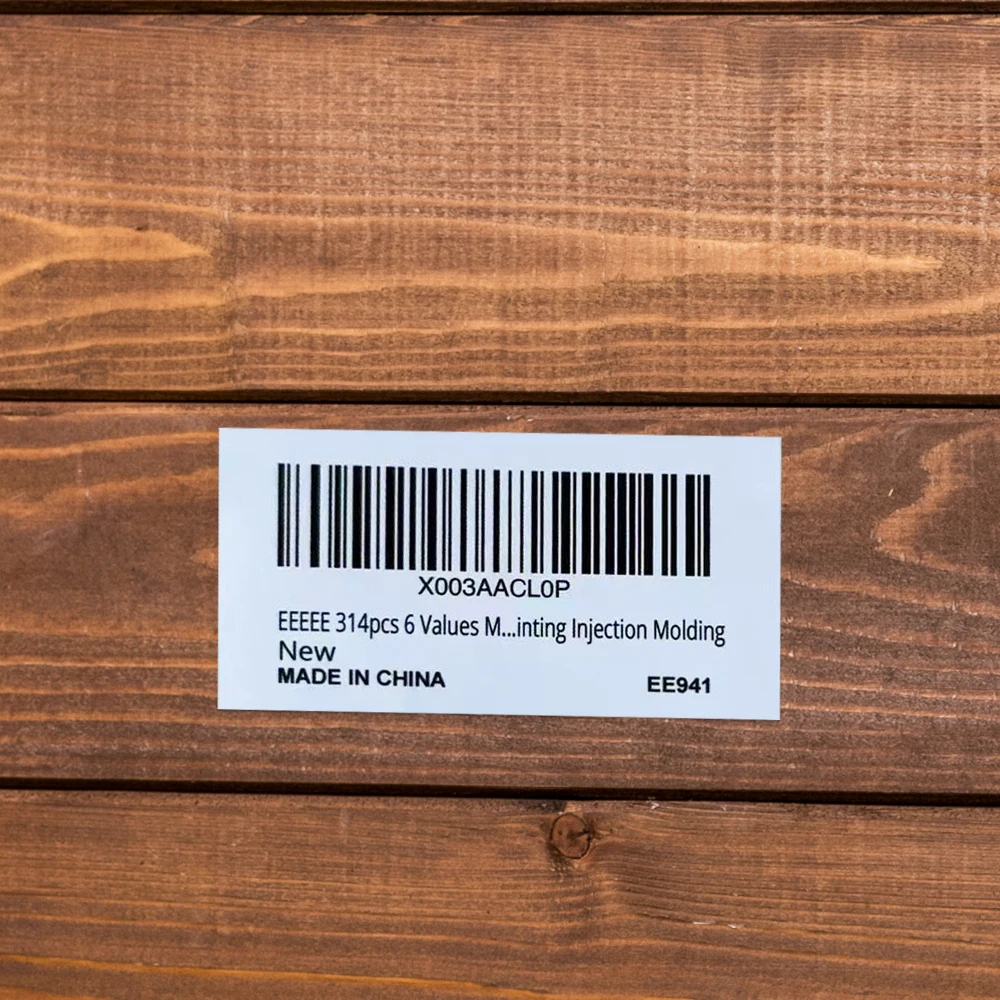 X003AACL0P
EEEEE 314pcs 6 Values M...inting Injection Molding
New
MADE IN CHINA
EE941